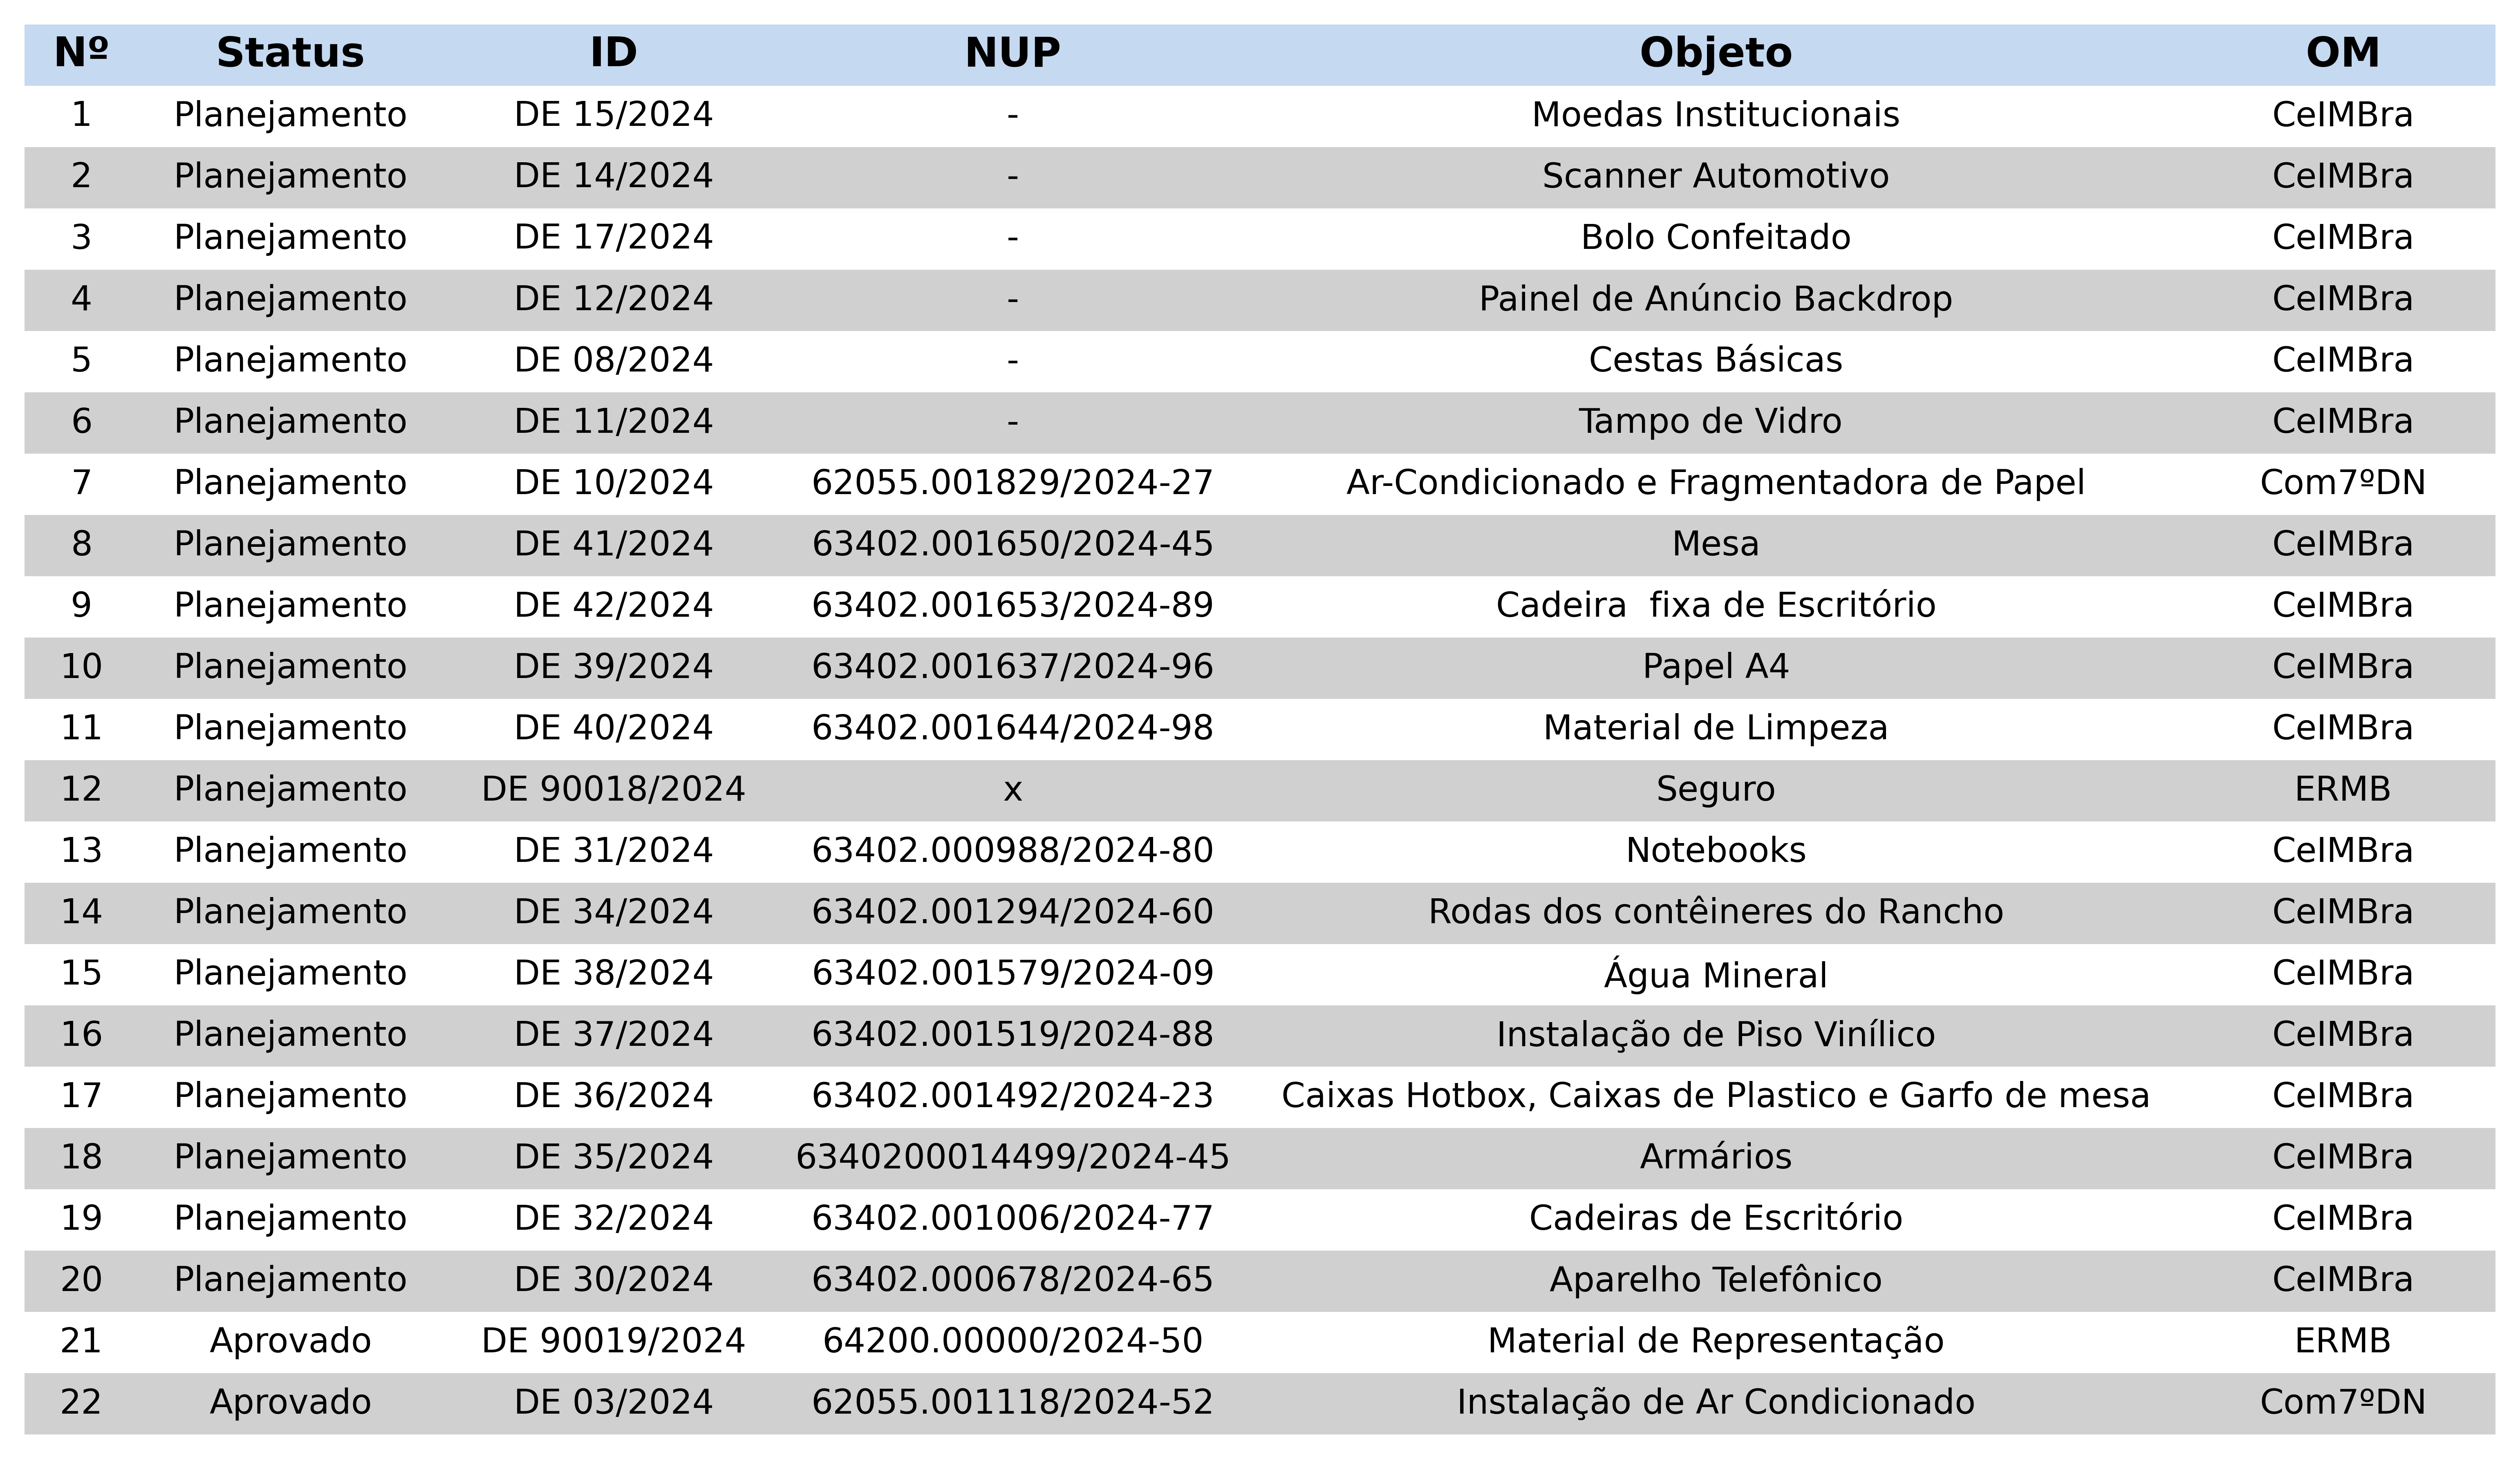 Nº Status ID NUP Objeto OM
1 Planejamento DE 15/2024 - Moedas Institucionais CeIMBra
2 Planejamento DE 14/2024 - Scanner Automotivo CeIMBra
3 Planejamento DE 17/2024 - Bolo Confeitado CeIMBra
4 Planejamento DE 12/2024 - Painel de Anúncio Backdrop CeIMBra
5 Planejamento DE 08/2024 - Cestas Básicas CeIMBra
6 Planejamento DE 11/2024 - Tampo de Vidro CeIMBra
7 Planejamento DE 10/2024 62055.001829/2024-27 Ar-Condicionado e Fragmentadora de Papel Com7ºDN
8 Planejamento DE 41/2024 63402.001650/2024-45 Mesa CeIMBra
9 Planejamento DE 42/2024 63402.001653/2024-89 Cadeira  fixa de Escritório CeIMBra
10 Planejamento DE 39/2024 63402.001637/2024-96 Papel A4 CeIMBra
11 Planejamento DE 40/2024 63402.001644/2024-98 Material de Limpeza CeIMBra
12 Planejamento DE 90018/2024 x Seguro ERMB
13 Planejamento DE 31/2024 63402.000988/2024-80 Notebooks CeIMBra
14 Planejamento DE 34/2024 63402.001294/2024-60 Rodas dos contêineres do Rancho CeIMBra
15 Planejamento DE 38/2024 63402.001579/2024-09 Água Mineral CeIMBra
16 Planejamento DE 37/2024 63402.001519/2024-88 Instalação de Piso Vinílico CeIMBra
17 Planejamento DE 36/2024 63402.001492/2024-23 Caixas Hotbox, Caixas de Plastico e Garfo de mesa CeIMBra
18 Planejamento DE 35/2024 6340200014499/2024-45 Armários CeIMBra
19 Planejamento DE 32/2024 63402.001006/2024-77 Cadeiras de Escritório CeIMBra
20 Planejamento DE 30/2024 63402.000678/2024-65 Aparelho Telefônico CeIMBra
21 Aprovado DE 90019/2024 64200.00000/2024-50 Material de Representação ERMB
22 Aprovado DE 03/2024 62055.001118/2024-52 Instalação de Ar Condicionado Com7ºDN